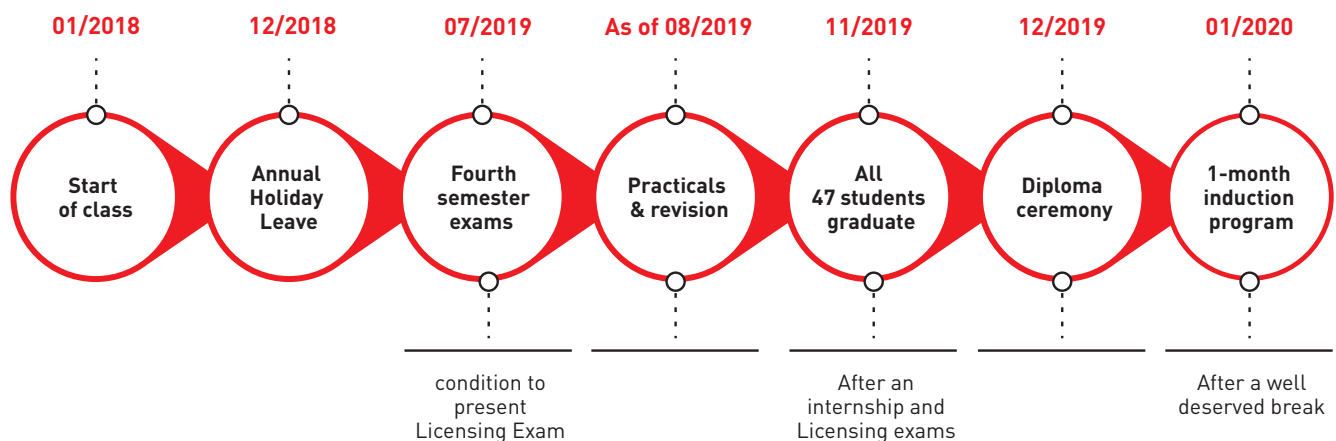 01/2018
12/2018
07/2019
As of 08/2019
11/2019
12/2019
01/2020
Start
of class
Annual
Holiday
Leave
Fourth
semester
exams
Practicals
& revision
All
47 students
graduate
Diploma
ceremony
1-month
induction
program
condition to
present
Licensing Exam
After an
internship and
Licensing exams
After a well
deserved break